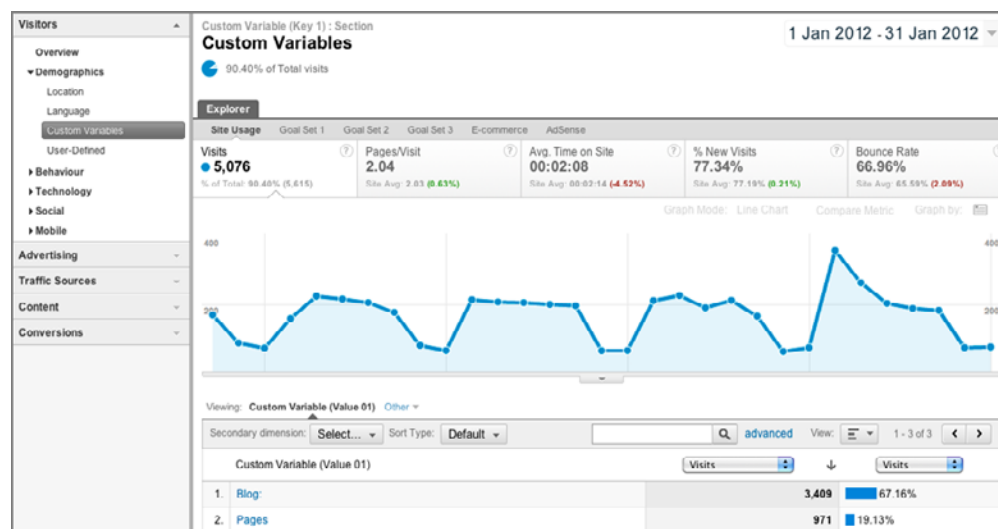 Visitors
Overview
Demographics
Location
Language
Custom Variables
User-Defined
Behaviour
Technology
Social
Mobile
Advertising
Traffic Sources
Content
Conversions
Custom Variable (Key 1) : Section
Custom Variables
1 Jan 2012 - 31 Jan 2012
90.40% of Total visits
Explorer
Site Usage Goal Set 1 Goal Set 2 Goal Set 3 E-commerce AdSense
Visits Pages/Visit Avg. Time on Site % New Visits Bounce Rate
5,076 2.04 00:02:08 77.34% 66.96%
% of Total: 90.40% (5,615) Site Avg: 2.03 (0.63%) Site Avg: 00:02:14 (-4.52%) Site Avg: 77.19% (0.21%) Site Avg: 65.59% (2.09%)
Graph Mode: Line Chart Compare Metric Graph by:
400 400
200 200
Viewing: Custom Variable (Value 01) Other
Secondary dimension: Select... Sort Type: Default advanced View: 1 - 3 of 3
Custom Variable (Value 01) Visits Visits
1. Blog: 3,409 67.16%
2. Pages 971 19.13%